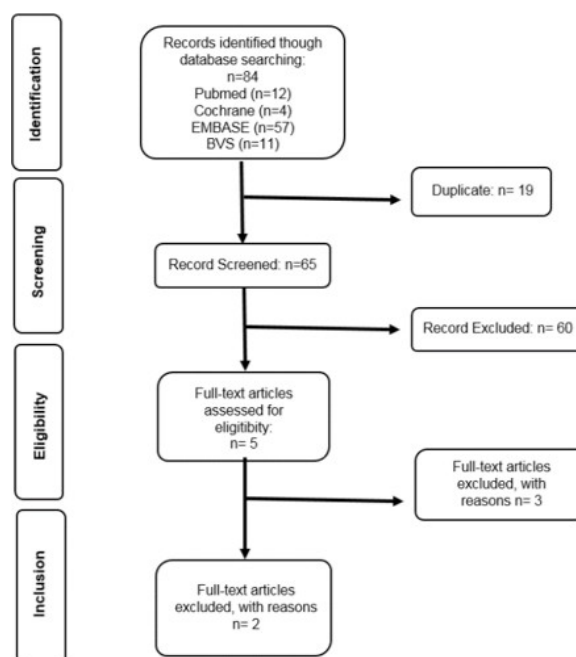 Identification
Records identified though
database searching:
n=84
Pubmed (n=12)
Cochrane (n=4)
EMBASE (n=57)
BVS (n=11)
Duplicate: n= 19
Screening
Record Screened: n=65
Record Excluded: n= 60
Eligibility
Full-text articles
assessed for
eligitibity:
n= 5
Full-text articles
excluded, with
reasons n= 3
Inclusion
Full-text articles
excluded, with reasons
n= 2